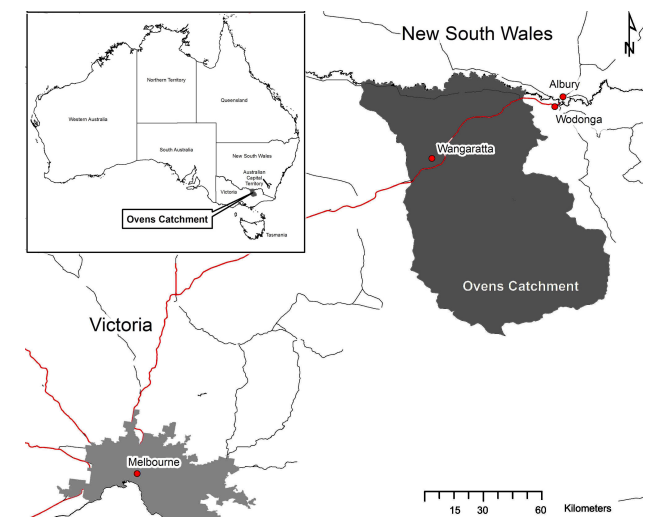 New South Wales
N
Albury
Wodonga
Wangaratta
Ovens Catchment
Northern Territory
Queensland
Western Australia
South Australia
New South Wales
Australian
Capital
Territory
Victoria
Ovens Catchment
Tasmania
Victoria
Melbourne
15 30 60 Kilometers